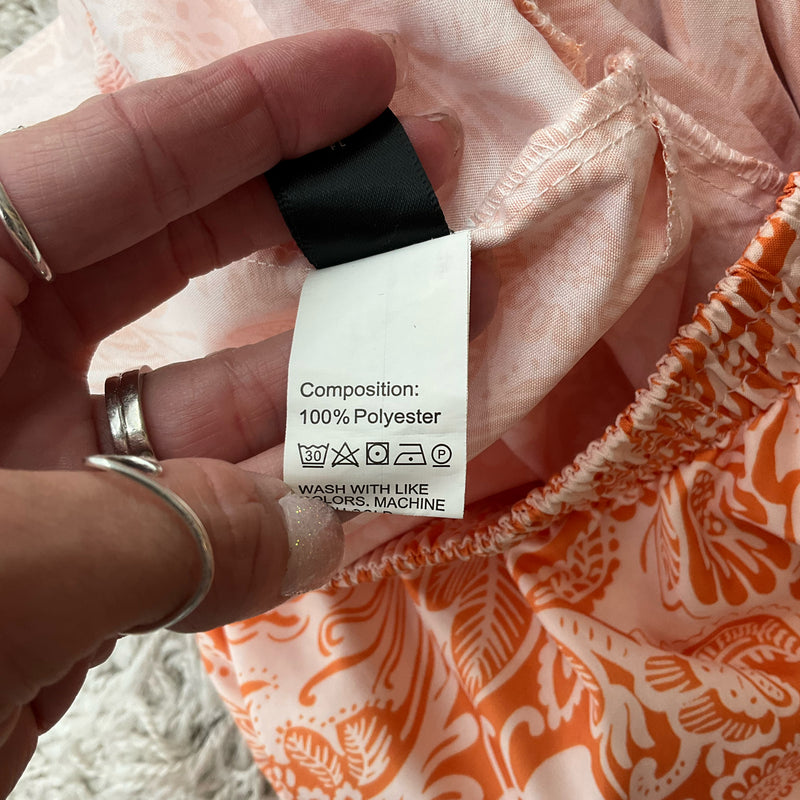 Composition:
100% Polyester
30 P
WASH WITH LIKE
COLORS. MACHINE